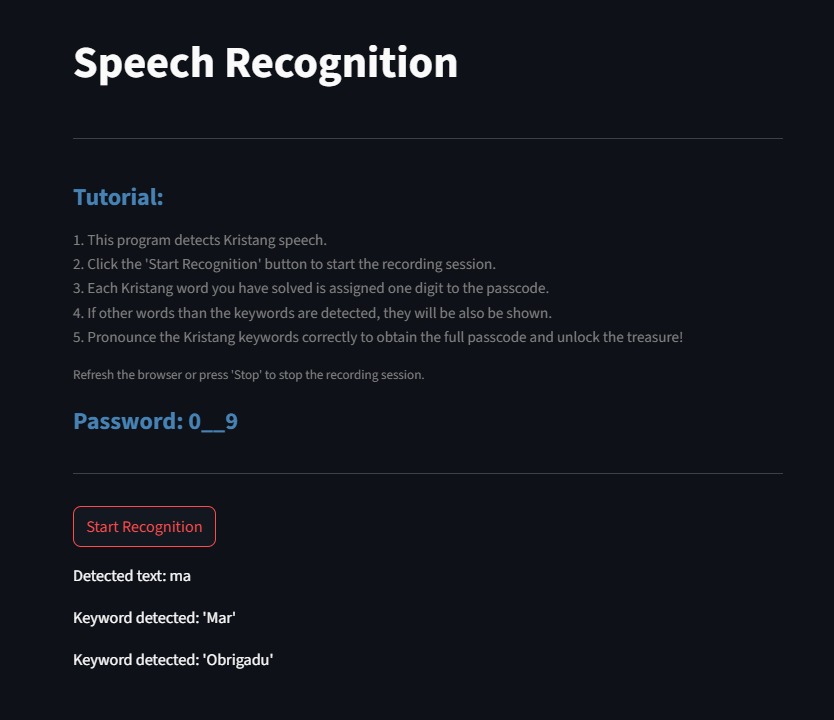 Speech Recognition
Tutorial:
1. This program detects Kristang speech.
2. Click the 'Start Recognition' button to start the recording session.
3. Each Kristang word you have solved is assigned one digit to the passcode.
4. If other words than the keywords are detected, they will be also be shown.
5. Pronounce the Kristang keywords correctly to obtain the full passcode and unlock the treasure!
Refresh the browser or press 'Stop' to stop the recording session.
Password: 0__9
Start Recognition
Detected text: ma
Keyword detected: 'Mar'
Keyword detected: 'Obrigadu'